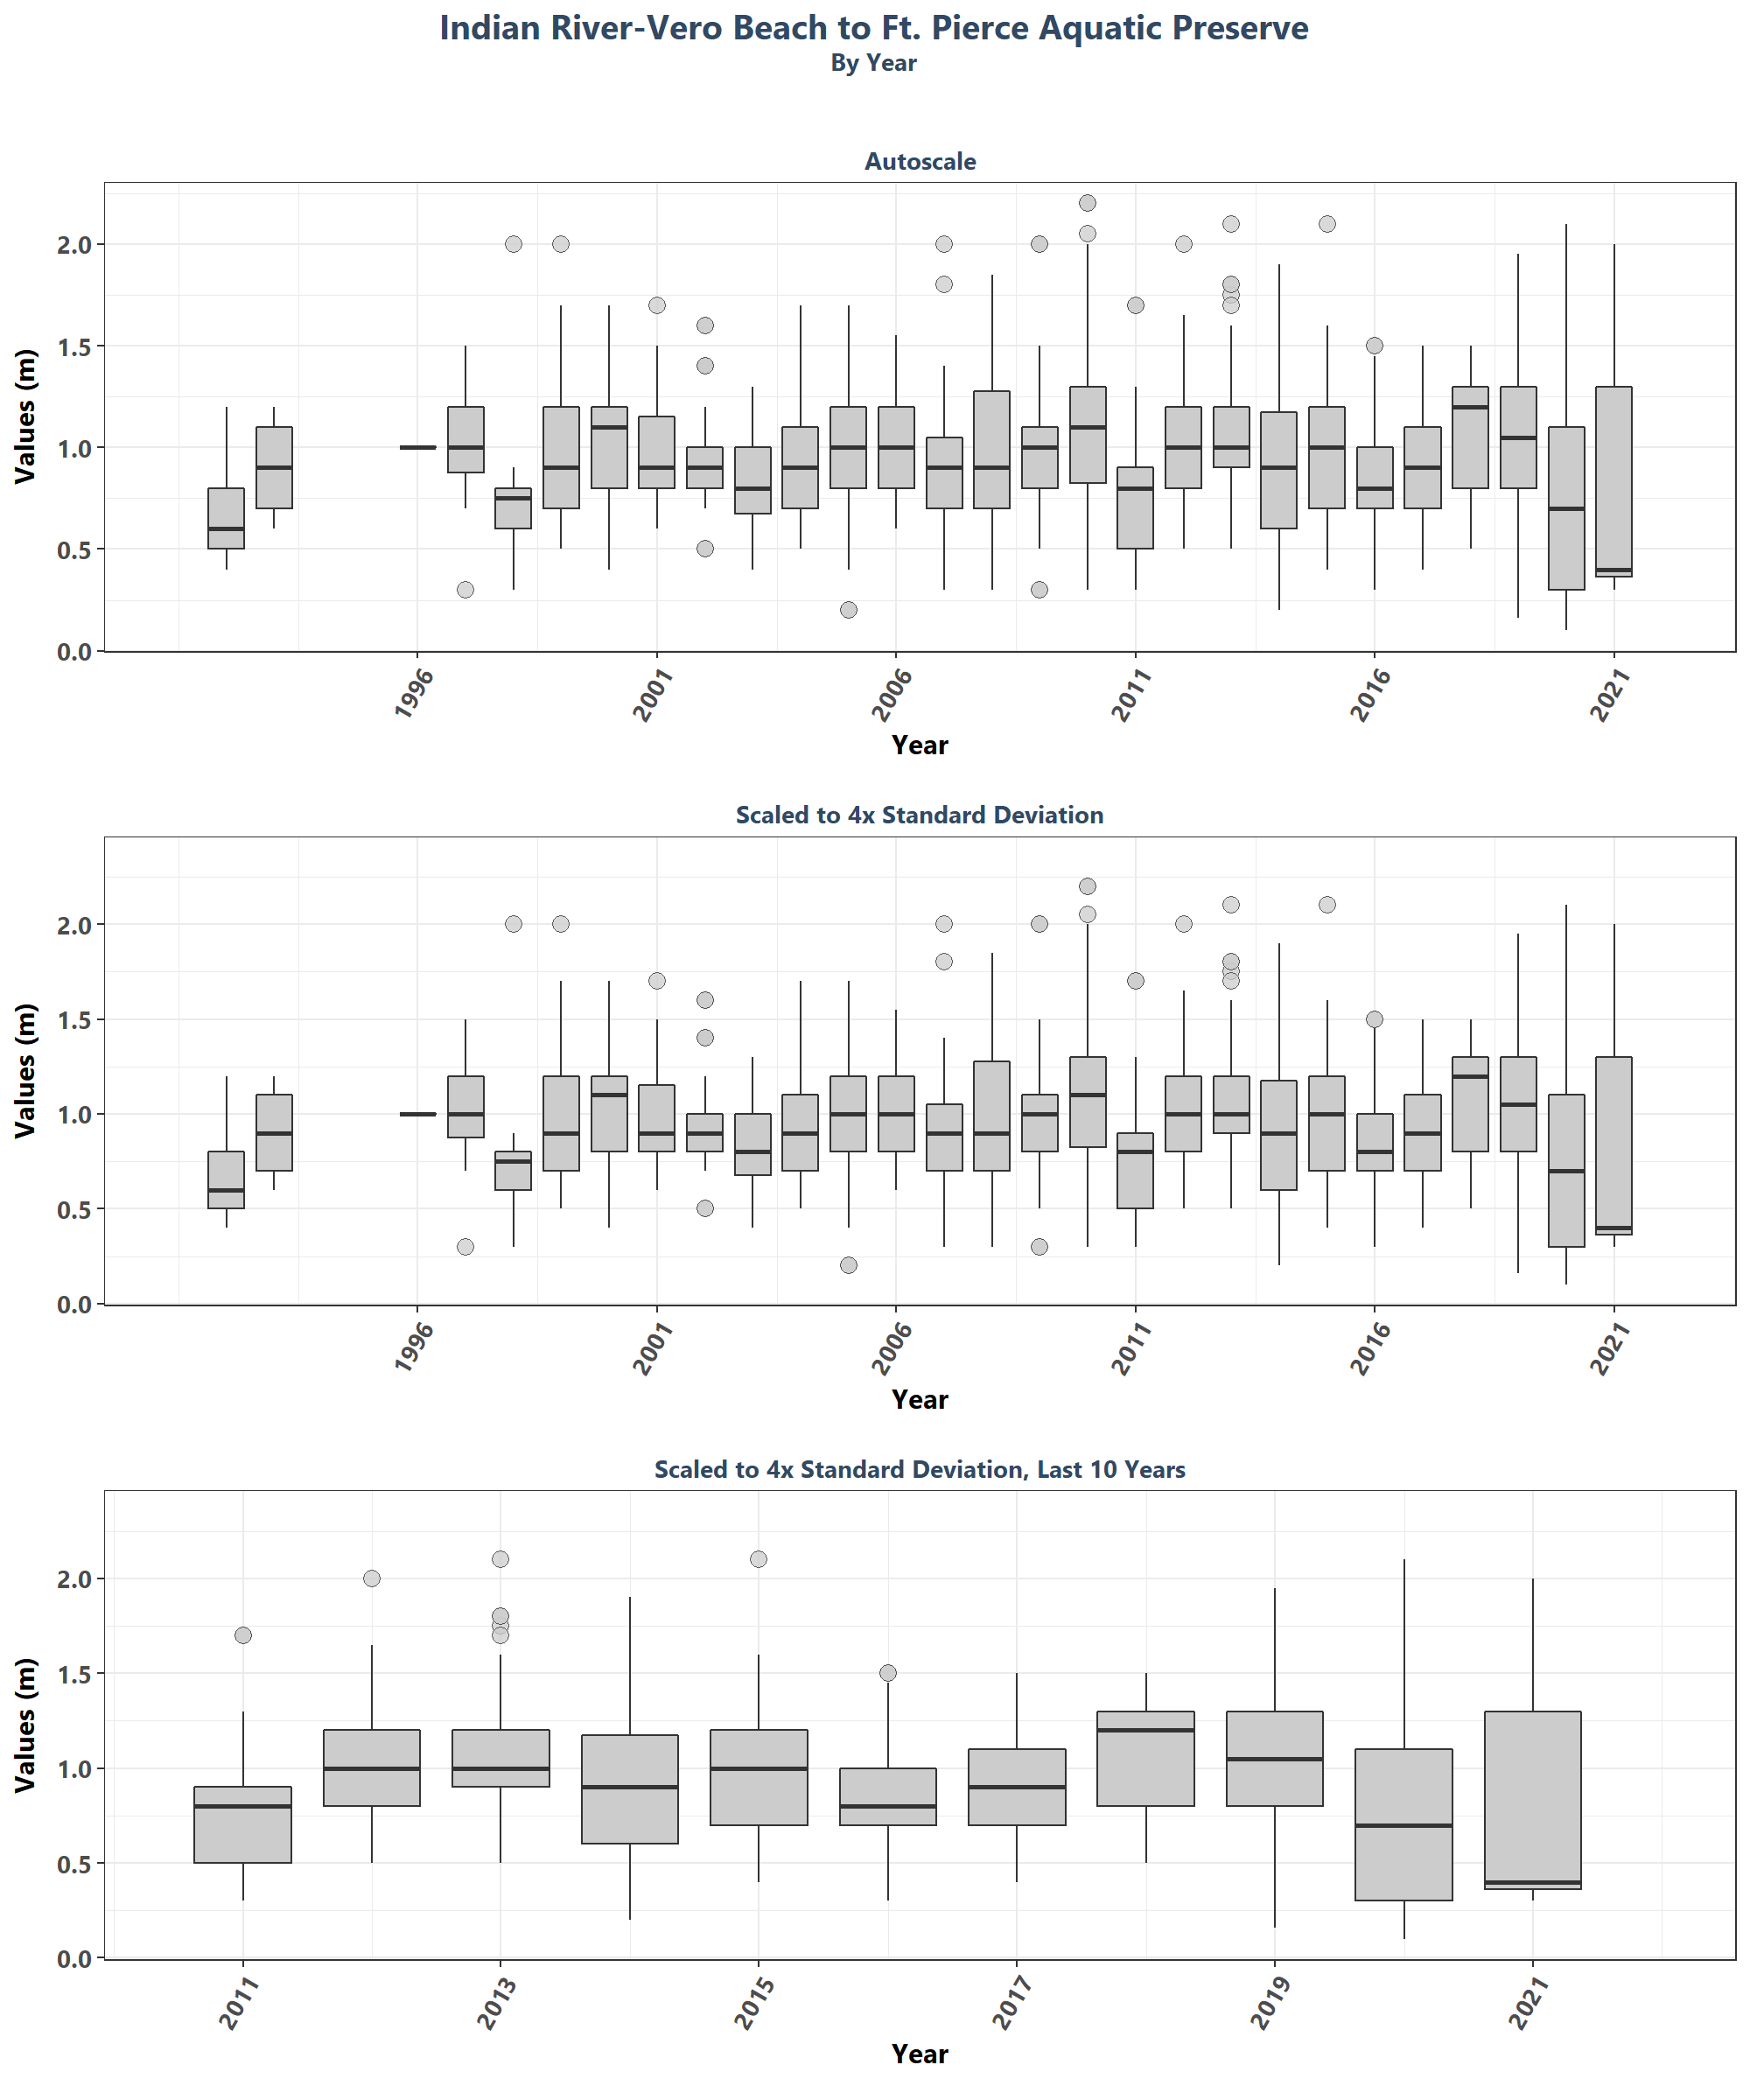 Indian River-Vero Beach to Ft. Pierce Aquatic Preserve
By Year
Autoscale
Values (m)
2.0
1.5
1.0
0.5
0.0
1996 2001 2006 2011 2016 2021
Year
Scaled to 4x Standard Deviation
Values (m)
2.0
1.5
1.0
0.5
0.0
1996 2001 2006 2011 2016 2021
Year
Scaled to 4x Standard Deviation, Last 10 Years
Values (m)
2.0
1.5
1.0
0.5
0.0
2011 2013 2015 2017 2019 2021
Year